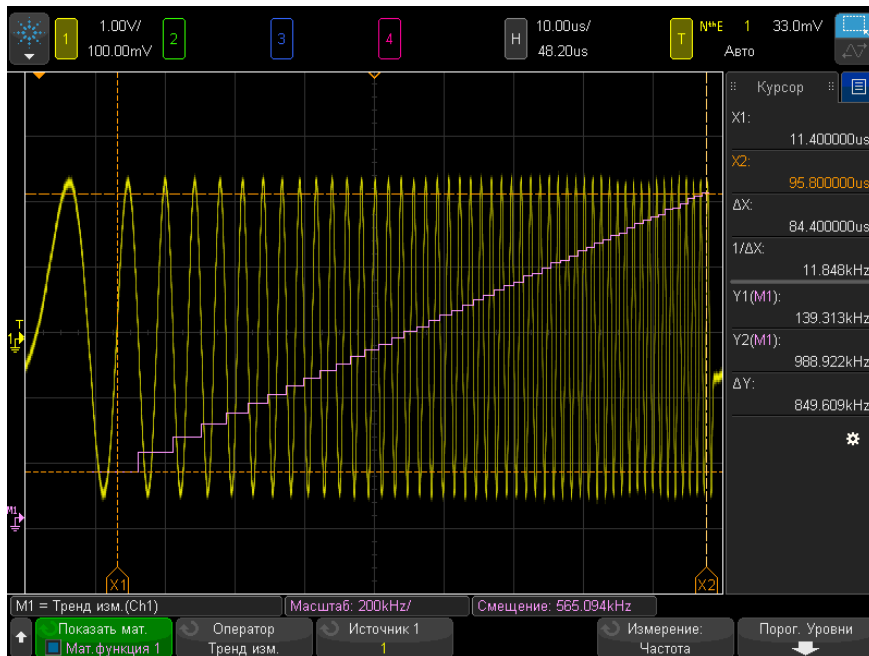 1
1.00V/
100.00mV
2
3
4
H
10.00us/
48.20us
T
NᵗʰE
1
33.0mV
Авто
Курсор
X1:
11.400000us
X2:
95.800000us
ΔX:
84.400000us
1/ΔX:
11.848kHz
Y1(M1):
139.313kHz
Y2(M1):
988.922kHz
ΔY:
849.609kHz
T
1
M1
X1
X2
M1 = Тренд изм.(Ch1)
Масштаб: 200kHz/
Смещение: 565.094kHz
Показать мат.
Мат.функция 1
Оператор
Тренд изм.
Источник 1
1
Измерение:
Частота
Порог. Уровни